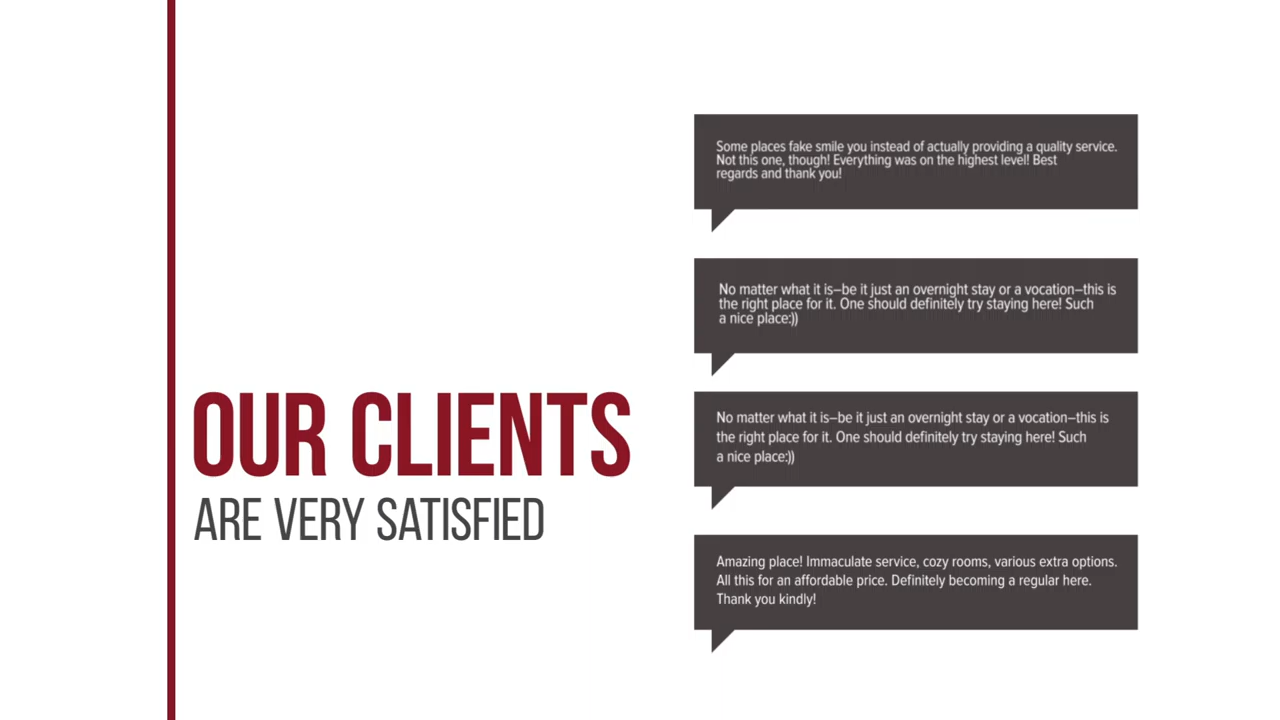 OUR CLIENTS
ARE VERY SATISFIED
Some places fake smile you instead of actually providing a quality service.
Not this one, though! Everything was on the highest level! Best
regards and thank you!
No matter what it is–be it just an overnight stay or a vocation–this is
the right place for it. One should definitely try staying here! Such
a nice place:))
No matter what it is–be it just an overnight stay or a vocation–this is
the right place for it. One should definitely try staying here! Such
a nice place:))
Amazing place! Immaculate service, cozy rooms, various extra options.
All this for an affordable price. Definitely becoming a regular here.
Thank you kindly!